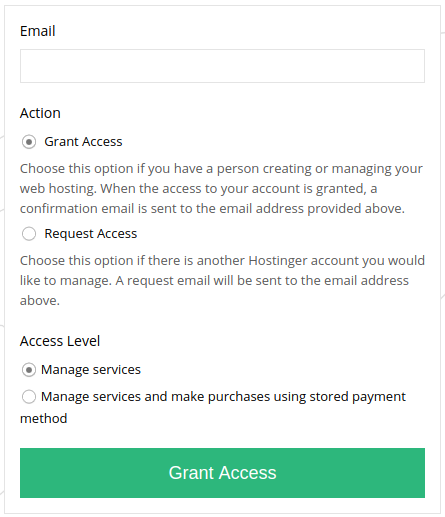 Email
Action
Grant Access
Choose this option if you have a person creating or managing your
web hosting. When the access to your account is granted, a
confirmation email is sent to the email address provided above.
Request Access
Choose this option if there is another Hostinger account you would
like to manage. A request email will be sent to the email address
above.
Access Level
Manage services
Manage services and make purchases using stored payment
method
Grant Access